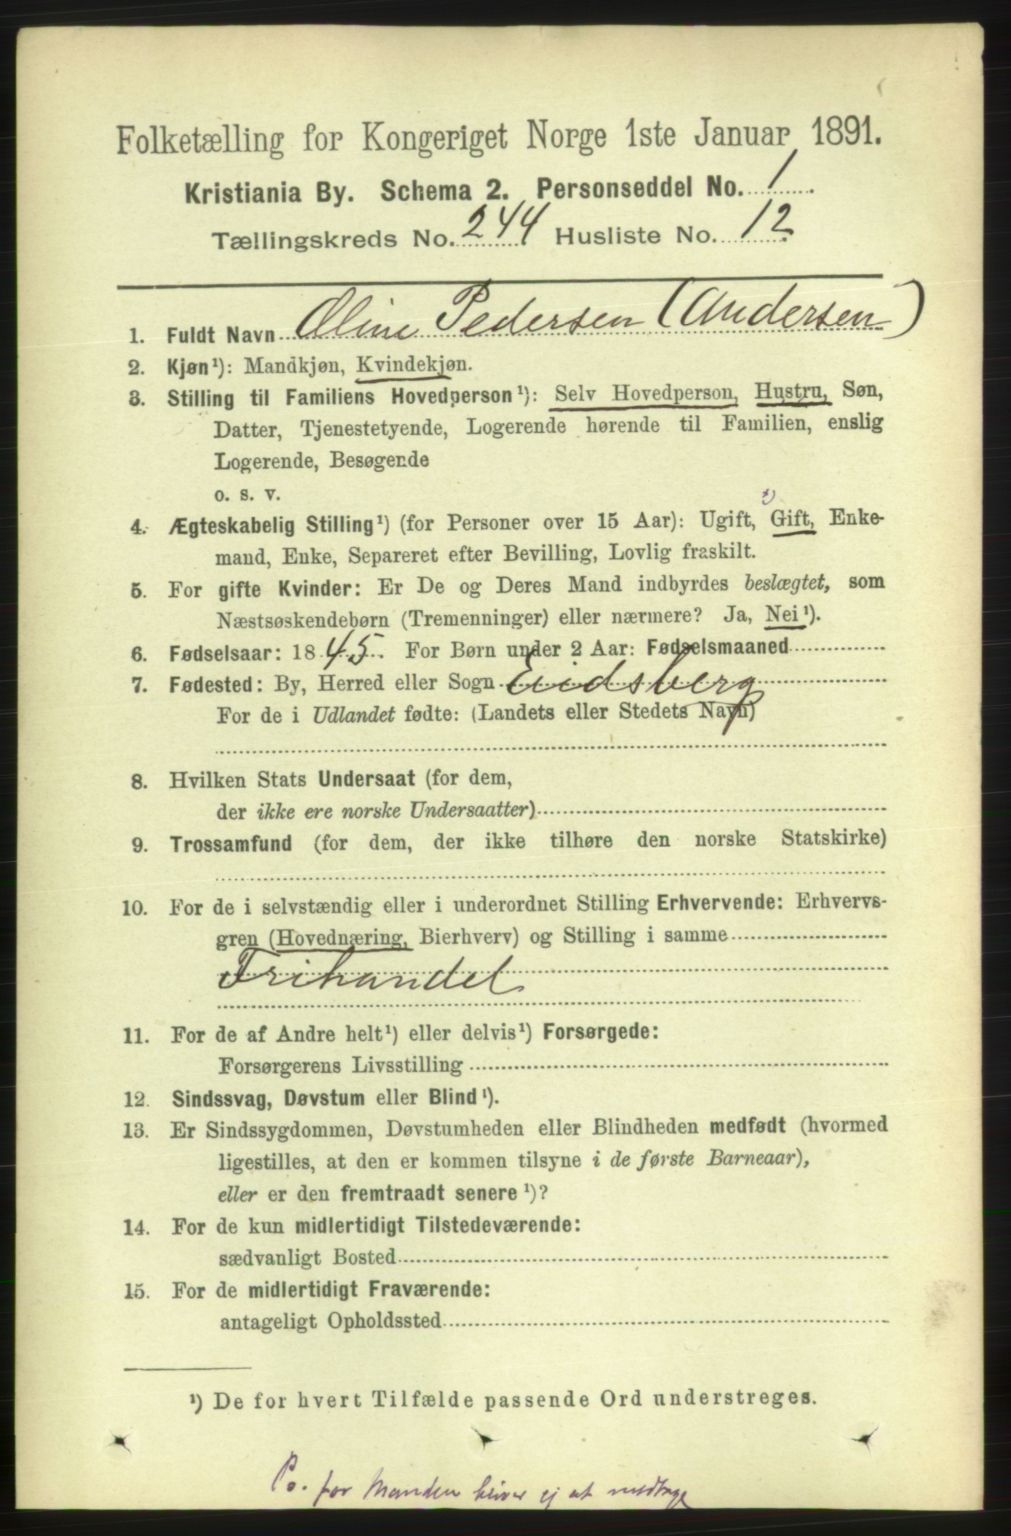 Folketælling for Kongeriget Norge 1ste Januar 1891.
Kristiania By. Schema 2. Personseddel No. 1.
Tællingskreds No. 244 Husliste No. 12
1. Fuldt Navn Oline Pedersen (Andersen)
2. Kjøn¹): Mandkjøn, Kvindekjøn.
3. Stilling til Familiens Hovedperson¹): Selv Hovedperson, Hustru, Søn,
Datter, Tjenestetyende, Logerende hørende til Familien, enslig
Logerende, Besøgende
o. s. v.
4. Ægteskabelig Stilling¹) (for Personer over 15 Aar): Ugift, Gift, Enke-
mand, Enke, Separeret efter Bevilling, Lovlig fraskilt.
5. For gifte Kvinder: Er De og Deres Mand indbyrdes beslægtet, som
Næstsøskendebørn (Tremenninger) eller nærmere? Ja, Nei¹).
6. Fødselsaar: 1845. For Børn under 2 Aar: Fødselsmaaned
7. Fødested: By, Herred eller Sogn Eidsberg
For de i Udlandet fødte: (Landets eller Stedets Navn)
8. Hvilken Stats Undersaat (for dem,
der ikke ere norske Undersaatter)
9. Trossamfund (for dem, der ikke tilhøre den norske Statskirke)
10. For de i selvstændig eller i underordnet Stilling Erhvervende: Erhvervs-
gren (Hovednæring, Bierhverv) og Stilling i samme
Frihandel
11. For de af Andre helt¹) eller delvis¹) Forsørgede:
Forsørgerens Livsstilling
12. Sindssvag, Døvstum eller Blind¹).
13. Er Sindssygdommen, Døvstumheden eller Blindheden medfødt (hvormed
ligestilles, at den er kommen tilsyne i de første Barneaar),
eller er den fremtraadt senere¹)?
14. For de kun midlertidigt Tilstedeværende:
sædvanligt Bosted
15. For de midlertidigt Fraværende:
antageligt Opholdssted
¹) De for hvert Tilfælde passende Ord understreges.
for Manden ej at medtage